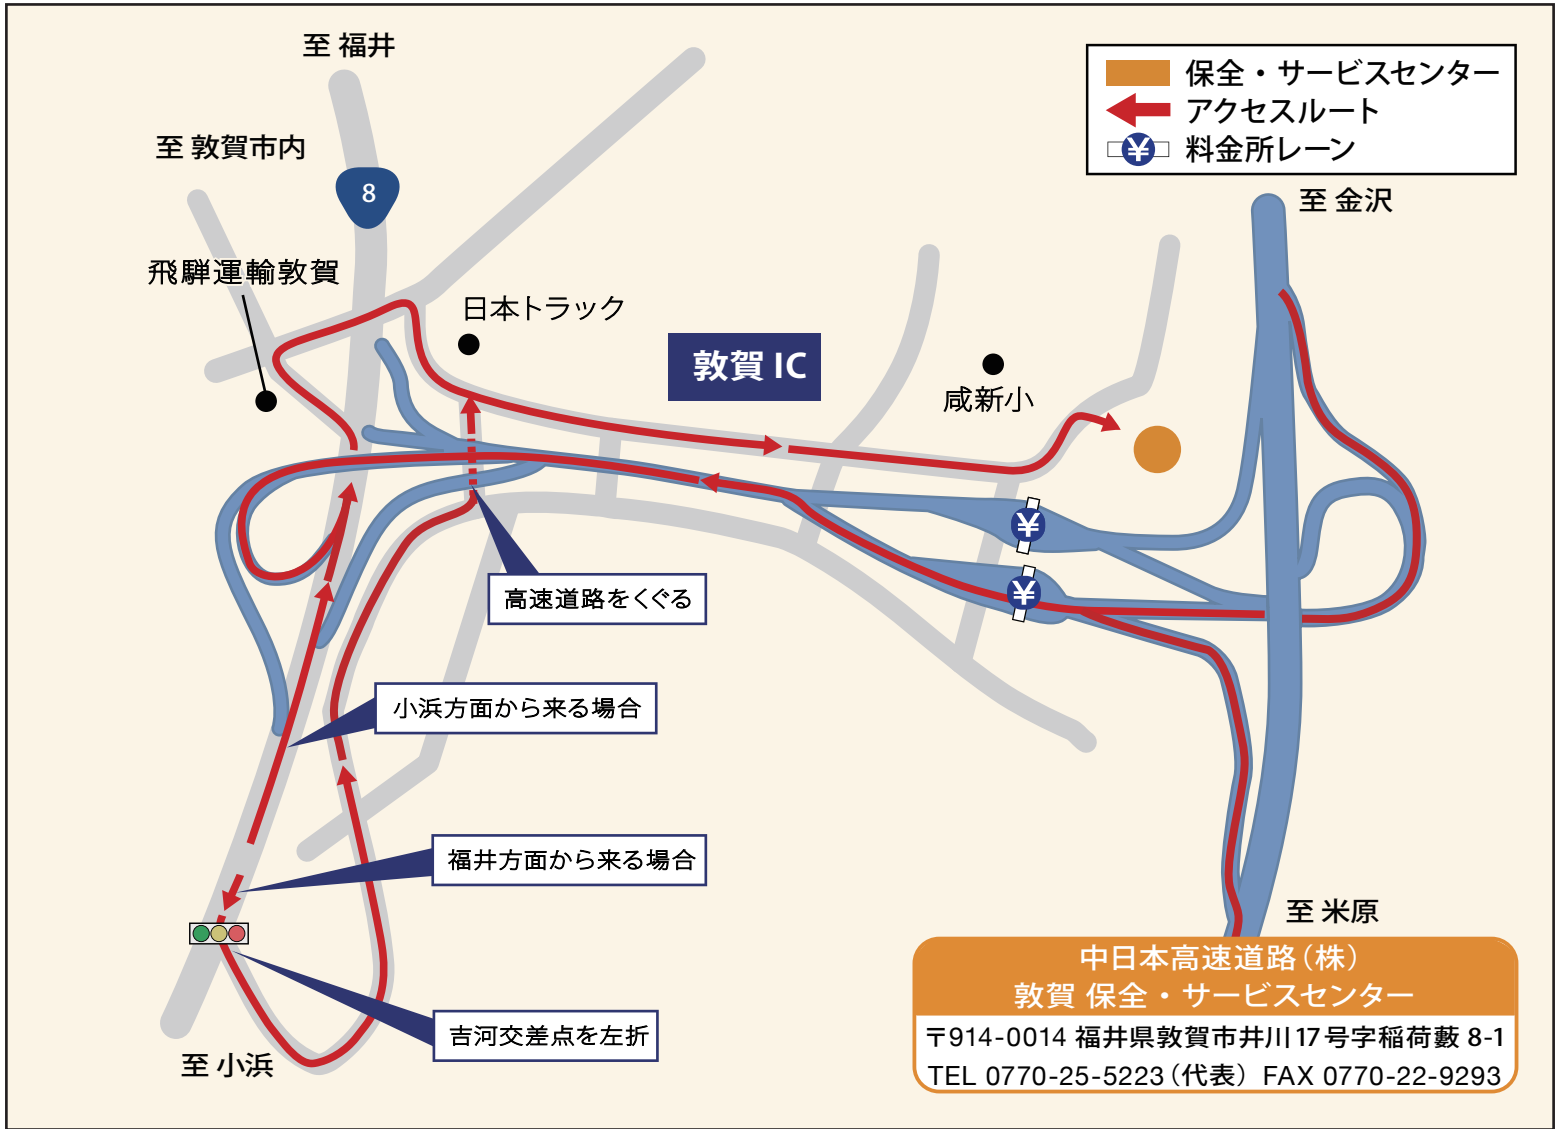 至 福井
保全・サービスセンター
アクセスルート
¥ 料金所レーン
至 敦賀市内
8
至 金沢
飛騨運輸敦賀
日本トラック
敦賀 IC
咸新小
¥
¥
高速道路をくぐる
小浜方面から来る場合
福井方面から来る場合
至 米原
吉河交差点を左折
至 小浜
中日本高速道路（株）
敦賀 保全・サービスセンター
〒914-0014 福井県敦賀市井川17号字稲荷藪 8-1
TEL 0770-25-5223（代表）FAX 0770-22-9293